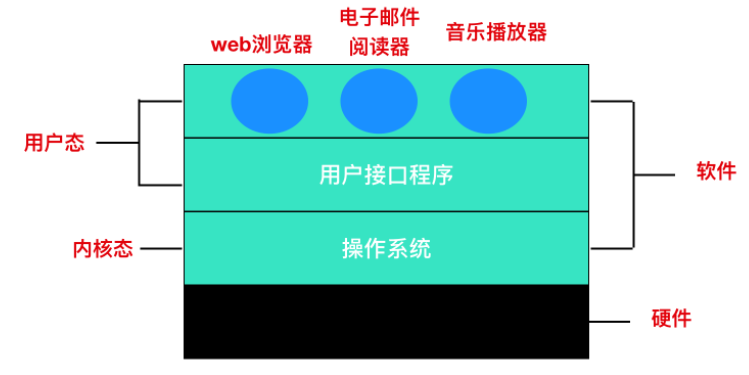 电子邮件
web浏览器
阅读器
音乐播放器
用户态
用户接口程序
软件
内核态
操作系统
硬件